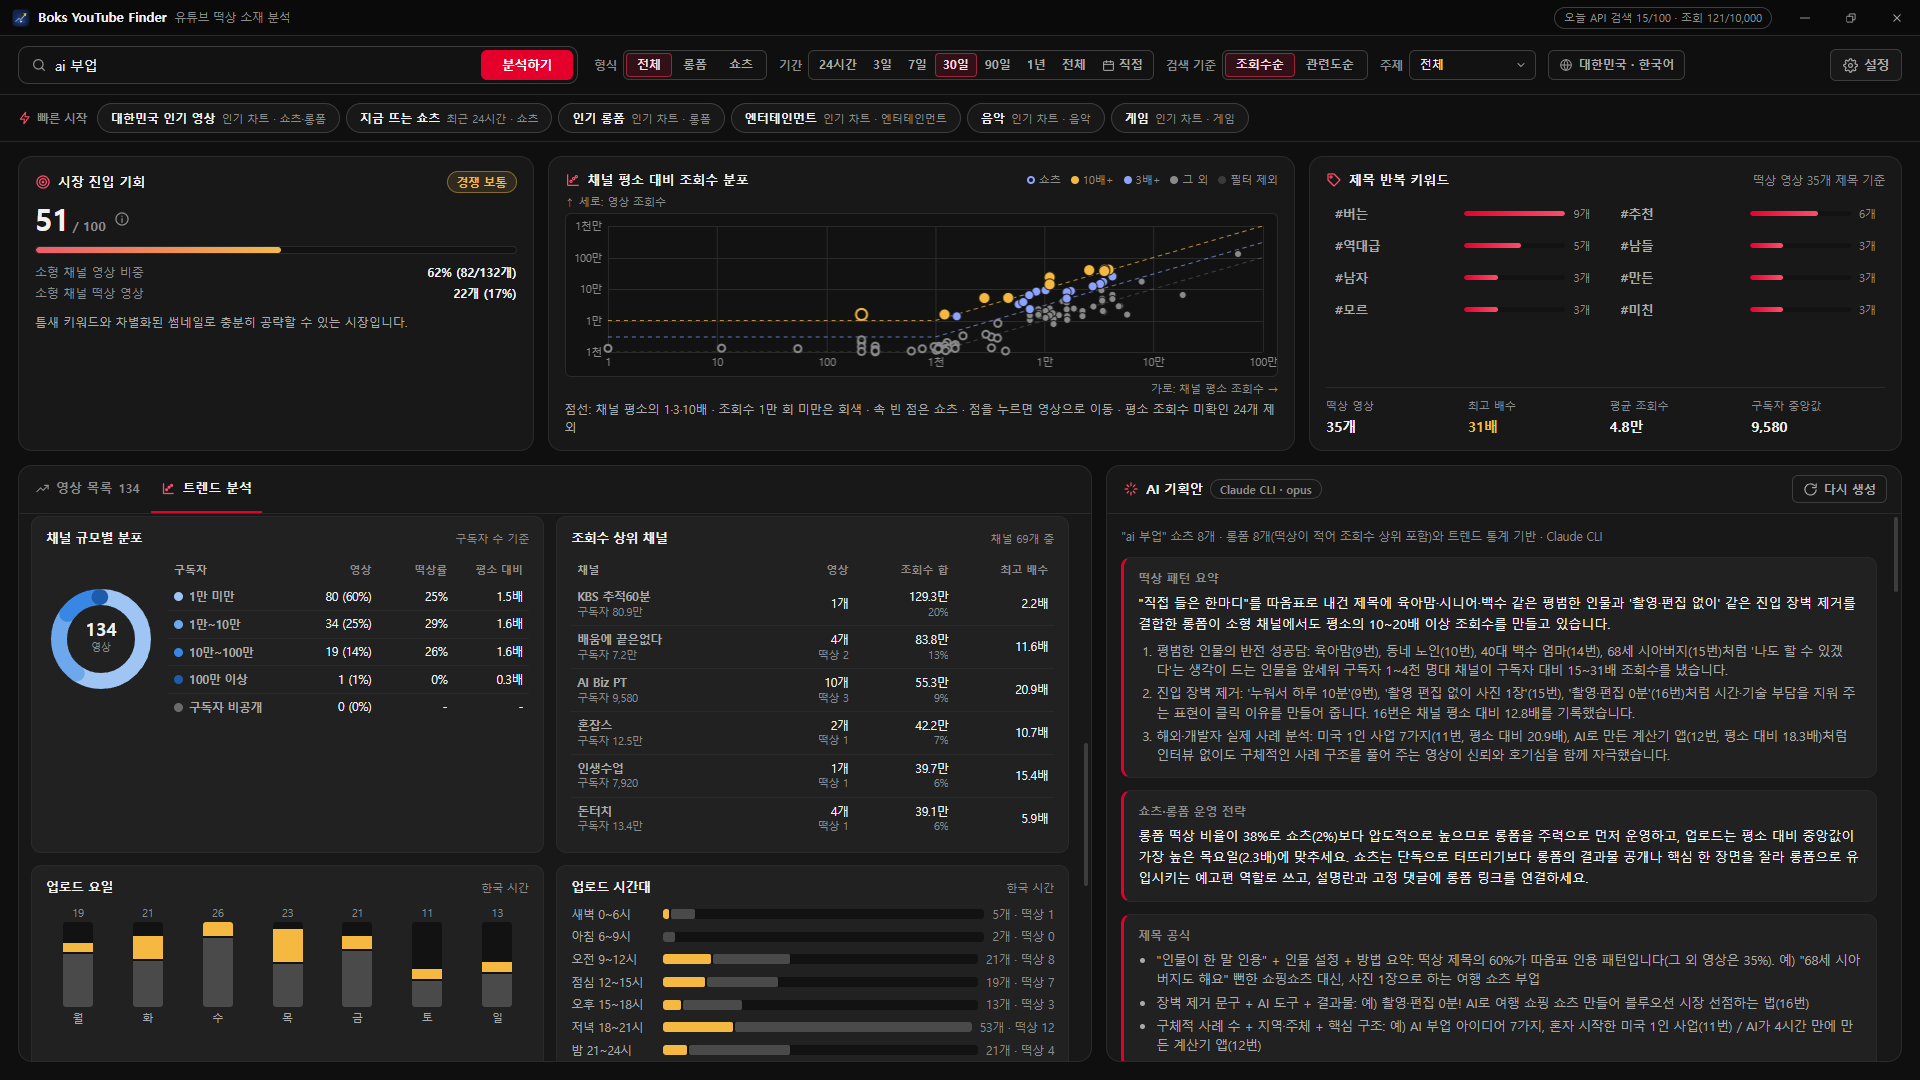 Boks YouTube Finder 유튜브 떡상 소재 분석
오늘 API 검색 15/100 · 조회 121/10,000
ai 부업
분석하기
형식 전체 롱폼 쇼츠
기간 24시간 3일 7일 30일 90일 1년 전체 직접
검색 기준 조회수순 관련도순
주제 전체
대한민국 · 한국어
설정
빠른 시작
대한민국 인기 영상 인기 차트 · 쇼츠·롱폼
지금 뜨는 쇼츠 최근 24시간 · 쇼츠
인기 롱폼 인기 차트 · 롱폼
엔터테인먼트 인기 차트 · 엔터테인먼트
음악 인기 차트 · 음악
게임 인기 차트 · 게임
시장 진입 기회
경쟁 보통
51 / 100
소형 채널 영상 비중 62% (82/132개)
소형 채널 떡상 영상 22개 (17%)
틈새 키워드와 차별화된 썸네일로 충분히 공략할 수 있는 시장입니다.
채널 평소 대비 조회수 분포
쇼츠 10배+ 3배+ 그 외 필터 제외
↑ 세로: 영상 조회수
1천만
100만
10만
1만
1천
1 10 100 1천 1만 10만 100만
가로: 채널 평소 조회수 →
점선: 채널 평소의 1·3·10배 · 조회수 1만 회 미만은 회색 · 속 빈 점은 쇼츠 · 점을 누르면 영상으로 이동 · 평소 조회수 미확인 24개 제
외
제목 반복 키워드
떡상 영상 35개 제목 기준
#버는 9개 #추천 6개
#역대급 5개 #남들 3개
#남자 3개 #만든 3개
#모르 3개 #미친 3개
떡상 영상 최고 배수 평균 조회수 구독자 중앙값
35개 31배 4.8만 9,580
영상 목록 134
트렌드 분석
채널 규모별 분포
구독자 수 기준
134
영상
구독자 영상 떡상률 평소 대비
1만 미만 80 (60%) 25% 1.5배
1만~10만 34 (25%) 29% 1.6배
10만~100만 19 (14%) 26% 1.6배
100만 이상 1 (1%) 0% 0.3배
구독자 비공개 0 (0%) - -
조회수 상위 채널
채널 69개 중
채널 영상 조회수 합 최고 배수
KBS 추적60분 1개 129.3만 2.2배
구독자 80.9만 20%
배움에 끝은없다 4개 83.8만 11.6배
구독자 7.2만 떡상 2 13%
AI Biz PT 10개 55.3만 20.9배
구독자 9,580 떡상 3 9%
혼잡스 2개 42.2만 10.7배
구독자 12.5만 떡상 1 7%
인생수업 1개 39.7만 15.4배
구독자 7,920 떡상 1 6%
돈터치 4개 39.1만 5.9배
구독자 13.4만 떡상 1 6%
업로드 요일
한국 시간
19 21 26 23 21 11 13
월 화 수 목 금 토 일
업로드 시간대
한국 시간
새벽 0~6시 5개 · 떡상 1
아침 6~9시 2개 · 떡상 0
오전 9~12시 21개 · 떡상 8
점심 12~15시 19개 · 떡상 7
오후 15~18시 13개 · 떡상 3
저녁 18~21시 53개 · 떡상 12
밤 21~24시 21개 · 떡상 4
AI 기획안
Claude CLI · opus
다시 생성
"ai 부업" 쇼츠 8개 · 롱폼 8개(떡상이 적어 조회수 상위 포함)와 트렌드 통계 기반 · Claude CLI
떡상 패턴 요약
"직접 들은 한마디"를 따옴표로 내건 제목에 육아맘·시니어·백수 같은 평범한 인물과 '촬영·편집 없이' 같은 진입 장벽 제거를
결합한 롱폼이 소형 채널에서도 평소의 10~20배 이상 조회수를 만들고 있습니다.
1. 평범한 인물의 반전 성공담: 육아맘(9번), 동네 노인(10번), 40대 백수 엄마(14번), 68세 시아버지(15번)처럼 '나도 할 수 있겠
다'는 생각이 드는 인물을 앞세워 구독자 1~4천 명대 채널이 구독자 대비 15~31배 조회수를 냈습니다.
2. 진입 장벽 제거: '누워서 하루 10분'(9번), '촬영 편집 없이 사진 1장'(15번), '촬영·편집 0분'(16번)처럼 시간·기술 부담을 지워 주
는 표현이 클릭 이유를 만들어 줍니다. 16번은 채널 평소 대비 12.8배를 기록했습니다.
3. 해외·개발자 실제 사례 분석: 미국 1인 사업 7가지(11번, 평소 대비 20.9배), AI로 만든 계산기 앱(12번, 평소 대비 18.3배)처럼
인터뷰 없이도 구체적인 사례 구조를 풀어 주는 영상이 신뢰와 호기심을 함께 자극했습니다.
쇼츠·롱폼 운영 전략
롱폼 떡상 비율이 38%로 쇼츠(2%)보다 압도적으로 높으므로 롱폼을 주력으로 먼저 운영하고, 업로드는 평소 대비 중앙값이
가장 높은 목요일(2.3배)에 맞추세요. 쇼츠는 단독으로 터뜨리기보다 롱폼의 결과물 공개나 핵심 한 장면을 잘라 롱폼으로 유
입시키는 예고편 역할로 쓰고, 설명란과 고정 댓글에 롱폼 링크를 연결하세요.
제목 공식
• "인물이 한 말 인용" + 인물 설정 + 방법 요약: 떡상 제목의 60%가 따옴표 인용 패턴입니다(그 외 영상은 35%). 예) "68세 시아
버지도 해요" 뻔한 쇼핑쇼츠 대신, 사진 1장으로 하는 여행 쇼츠 부업
• 장벽 제거 문구 + AI 도구 + 결과물: 예) 촬영·편집 0분! AI로 여행 쇼핑 쇼츠 만들어 블루오션 시장 선점하는 법(16번)
• 구체적 사례 수 + 지역·주체 + 핵심 구조: 예) AI 부업 아이디어 7가지, 혼자 시작한 미국 1인 사업(11번) / AI가 4시간 만에 만
든 계산기 앱(12번)